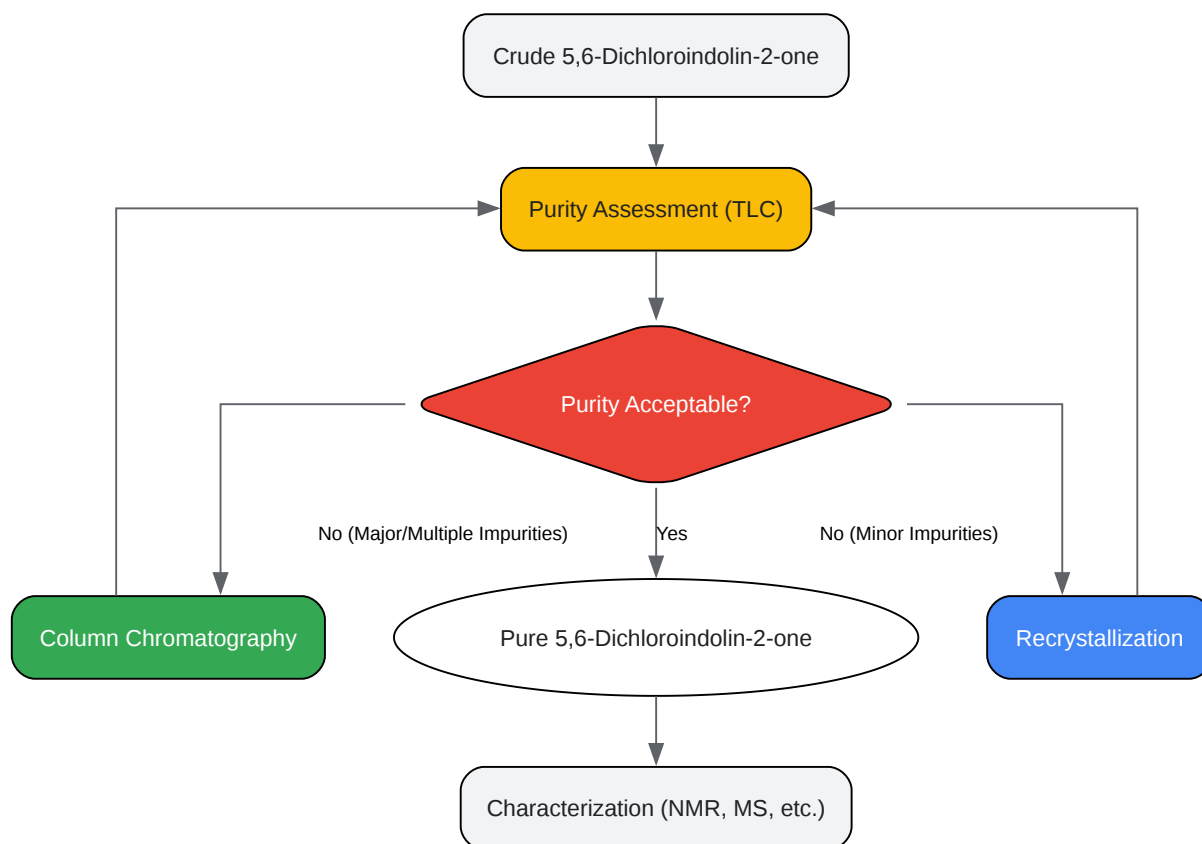 Crude 5,6-Dichloroindolin-2-one
Purity Assessment (TLC)
Purity Acceptable?
No (Major/Multiple Impurities)
Yes
No (Minor Impurities)
Column Chromatography
Pure 5,6-Dichloroindolin-2-one
Recrystallization
Characterization (NMR, MS, etc.)